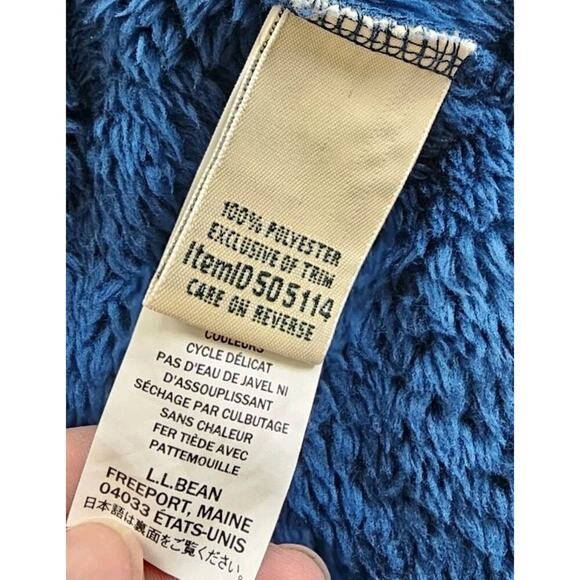 100% POLYESTER
EXCLUSIVE OF TRIM
ItemID 505114
CARE ON REVERSE
COULEURS
CYCLE DÉLICAT
PAS D'EAU DE JAVEL NI
D'ASSOUPLISSANT
SÉCHAGE PAR CULBUTAGE
SANS CHALEUR
FER TIÈDE AVEC
PATTEMOUILLE
L.L.BEAN
FREEPORT, MAINE
04033 ÉTATS-UNIS
日本語は裏面をご覧ください